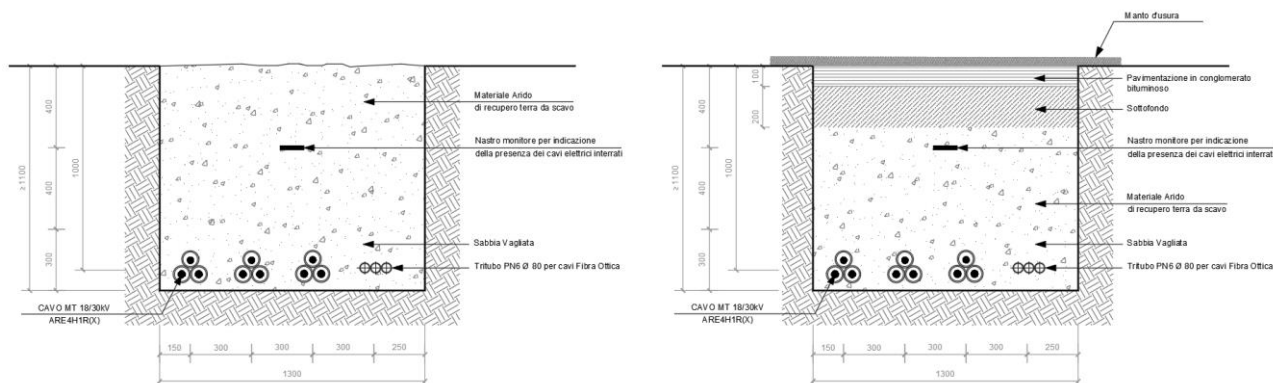 400
400
300
≥1100
1000
Materiale Arido
di recupero terra da scavo
Nastro monitore per indicazione
della presenza dei cavi elettrici interrati
Sabbia Vagliata
Tritubo PN6 Ø 80 per cavi Fibra Ottica
CAVO MT 18/30kV
ARE4H1R(X)
150
300
300
300
250
1300
Manto d'usura
100
200
400
400
300
≥1100
1000
Pavimentazione in conglomerato
bituminoso
Sottofondo
Nastro monitore per indicazione
della presenza dei cavi elettrici interrati
Materiale Arido
di recupero terra da scavo
Sabbia Vagliata
Tritubo PN6 Ø 80 per cavi Fibra Ottica
CAVO MT 18/30kV
ARE4H1R(X)
150
300
300
300
250
1300